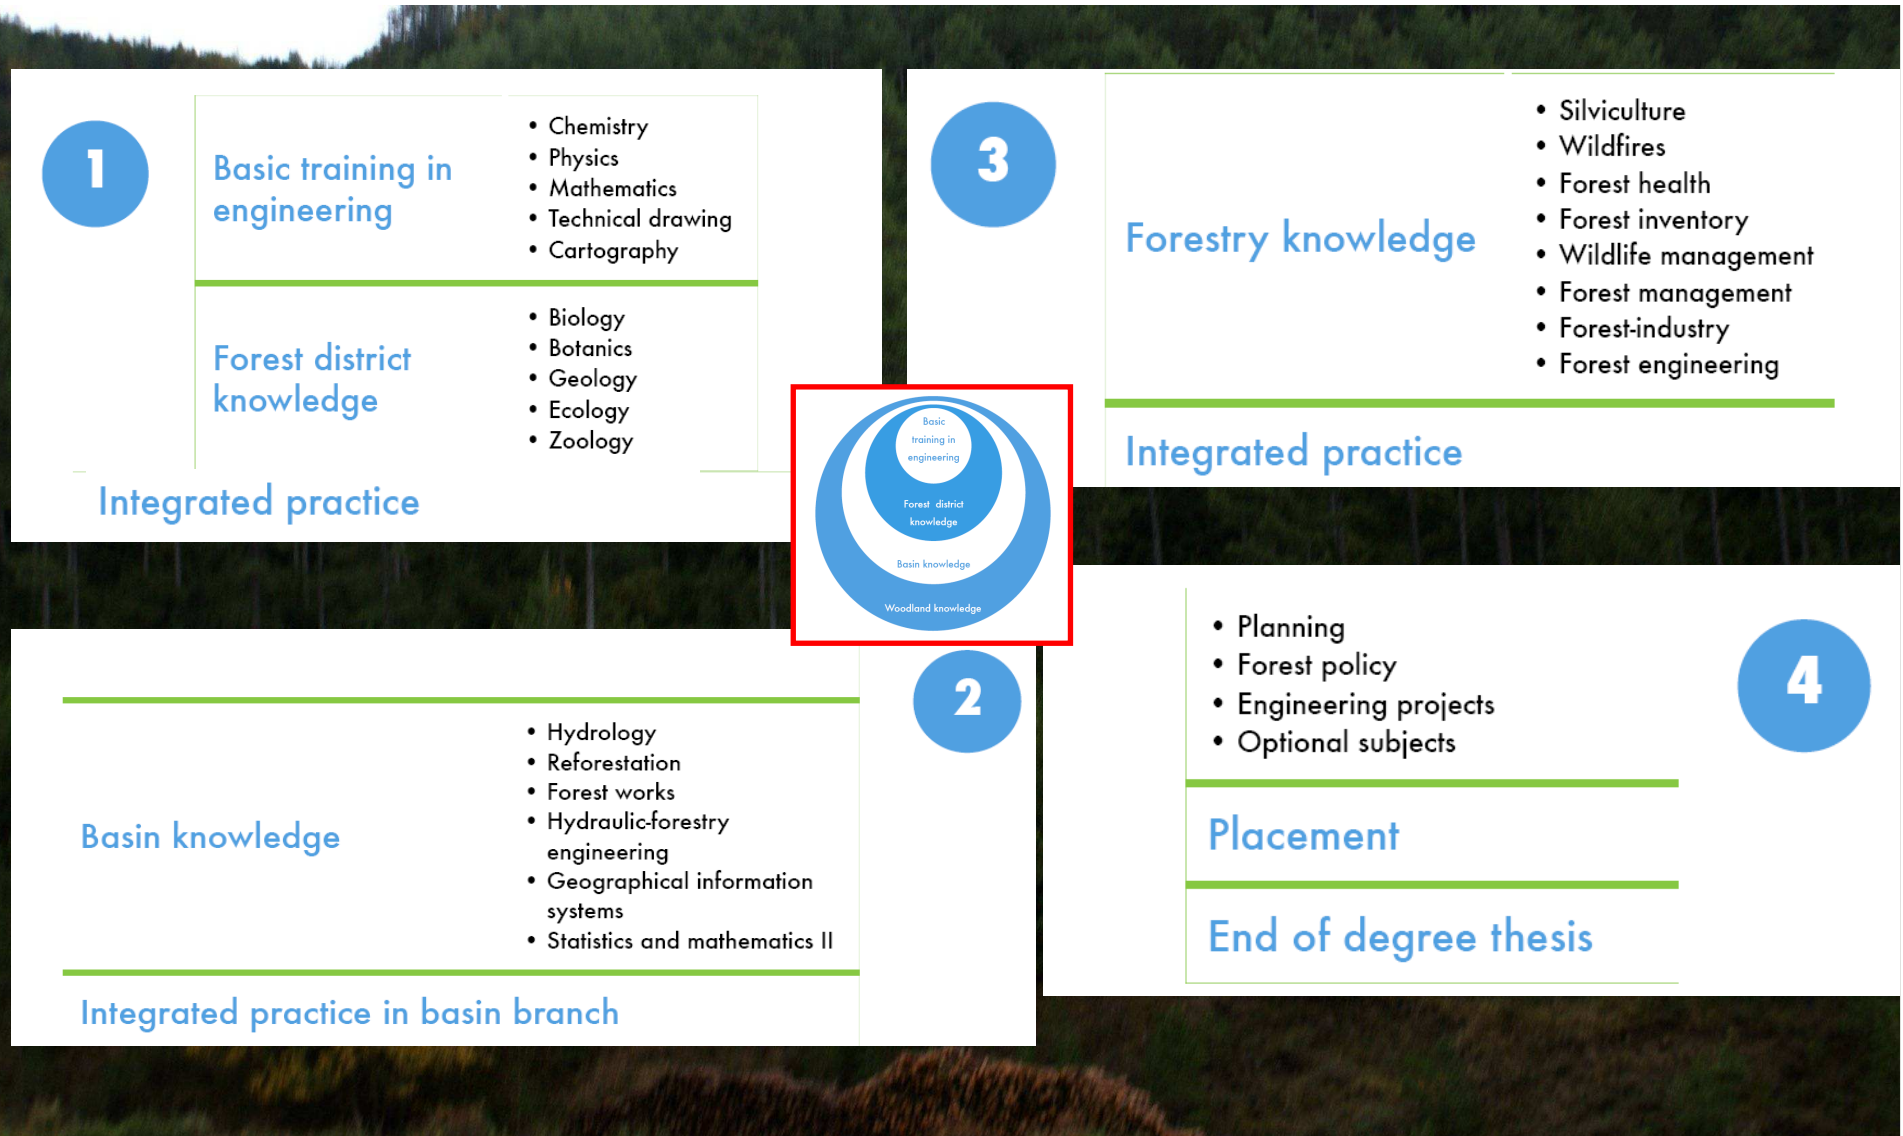 1
Basic training in
engineering
• Chemistry
• Physics
• Mathematics
• Technical drawing
• Cartography
Forest district
knowledge
• Biology
• Botanics
• Geology
• Ecology
• Zoology
Integrated practice
2
Basin knowledge
• Hydrology
• Reforestation
• Forest works
• Hydraulic-forestry
engineering
• Geographical information
systems
• Statistics and mathematics II
Integrated practice in basin branch
3
Forestry knowledge
• Silviculture
• Wildfires
• Forest health
• Forest inventory
• Wildlife management
• Forest management
• Forest-industry
• Forest engineering
Integrated practice
4
• Planning
• Forest policy
• Engineering projects
• Optional subjects
Placement
End of degree thesis
Basic
training in
engineering
Forest district
knowledge
Basin knowledge
Woodland knowledge